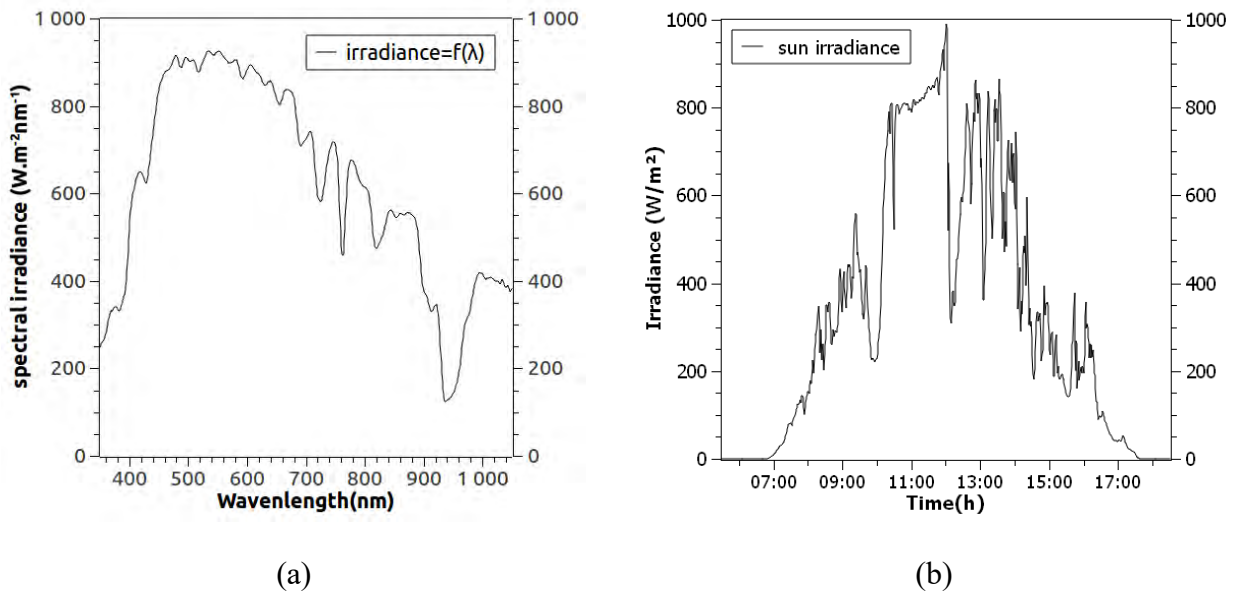 1 000
800
600
400
200
0
spectral irradiance (W.m⁻²nm⁻¹)
irradiance=f(λ)
1 000
800
600
400
200
0
400 500 600 700 800 900 1 000
Wavelength(nm)
(a)
1000
800
600
400
200
0
Irradiance (W/m²)
sun irradiance
1000
800
600
400
200
0
07:00 09:00 11:00 13:00 15:00 17:00
Time(h)
(b)